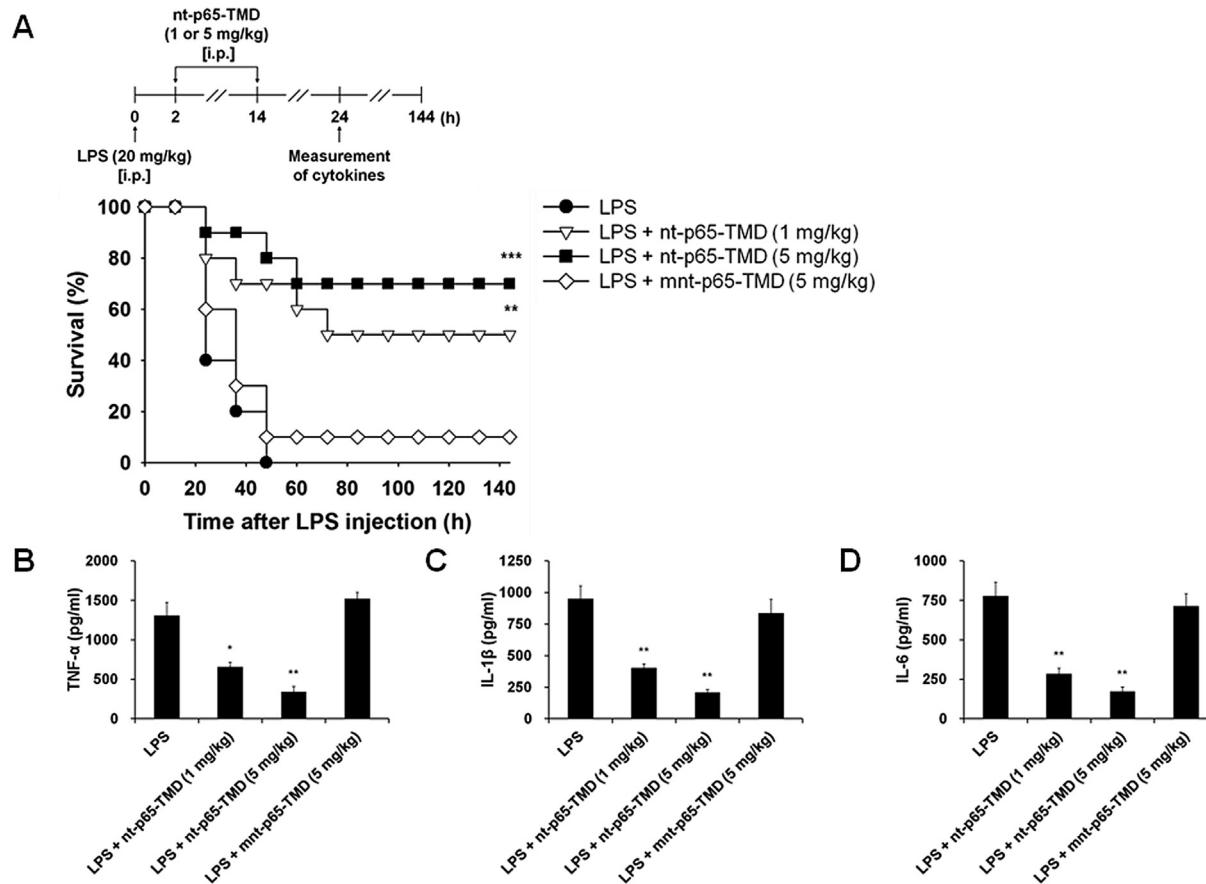 A
nt-p65-TMD
(1 or 5 mg/kg)
[i.p.]
0 2 14 24 144 (h)
LPS (20 mg/kg)
[i.p.]
Measurement
of cytokines
100
80
60
40
20
0
Survival (%)
***
**
0 20 40 60 80 100 120 140
Time after LPS injection (h)
LPS
LPS + nt-p65-TMD (1 mg/kg)
LPS + nt-p65-TMD (5 mg/kg)
LPS + mnt-p65-TMD (5 mg/kg)
B
2000
1500
1000
500
0
TNF-α (pg/ml)
*
**
LPS
LPS + nt-p65-TMD (1 mg/kg)
LPS + nt-p65-TMD (5 mg/kg)
LPS + mnt-p65-TMD (5 mg/kg)
C
1250
1000
750
500
250
0
IL-1β (pg/ml)
**
**
LPS
LPS + nt-p65-TMD (1 mg/kg)
LPS + nt-p65-TMD (5 mg/kg)
LPS + mnt-p65-TMD (5 mg/kg)
D
1000
750
500
250
0
IL-6 (pg/ml)
**
**
LPS
LPS + nt-p65-TMD (1 mg/kg)
LPS + nt-p65-TMD (5 mg/kg)
LPS + mnt-p65-TMD (5 mg/kg)